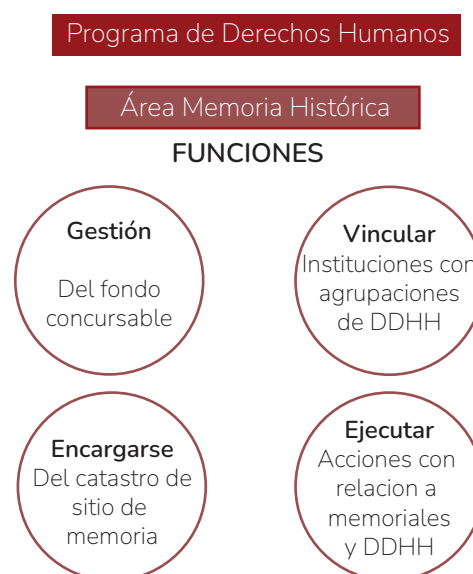 Programa de Derechos Humanos
Área Memoria Histórica
FUNCIONES
Gestión
Del fondo
concursable
Vincular
Instituciones con
agrupaciones
de DDHH
Encargarse
Del catastro de
sitio de
memoria
Ejecutar
Acciones con
relacion a
memoriales
y DDHH